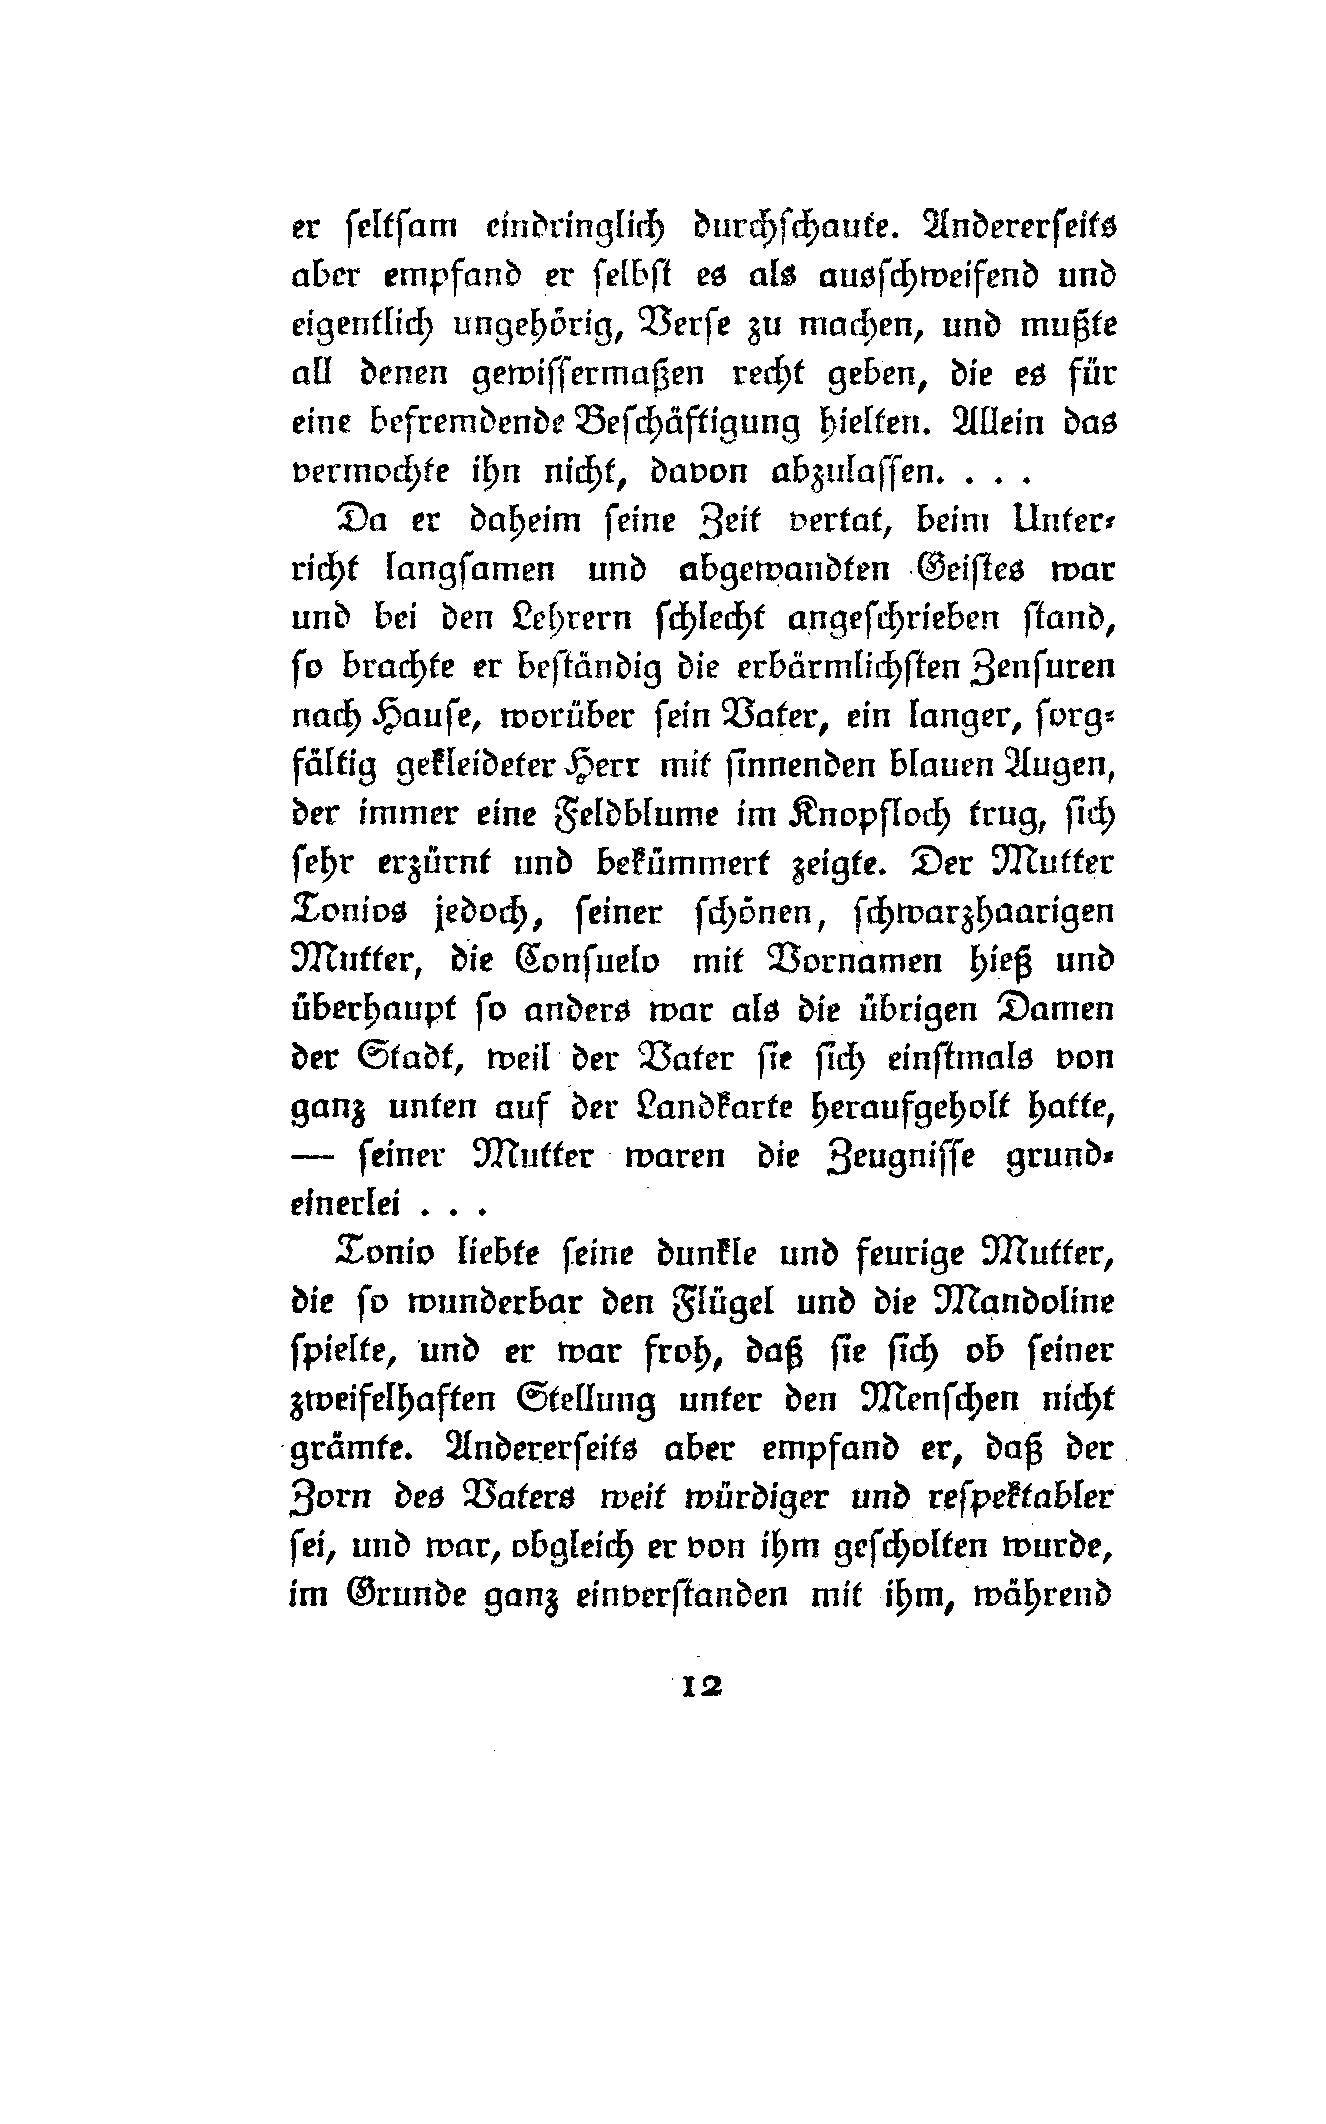 er ſeltſam eindringlich durchſchaute. Andererſeits
aber empfand er ſelbſt es als ausſchweifend und
eigentlich ungehörig, Verſe zu machen, und mußte
all denen gewiſſermaßen recht geben, die es für
eine befremdende Beſchäftigung hielten. Allein das
vermochte ihn nicht, davon abzulaſſen. . . .
Da er daheim ſeine Zeit vertat, beim Unter-
richt langſamen und abgewandten Geiſtes war
und bei den Lehrern ſchlecht angeſchrieben ſtand,
ſo brachte er beſtändig die erbärmlichſten Zenſuren
nach Hauſe, worüber ſein Vater, ein langer, ſorg-
fältig gekleideter Herr mit ſinnenden blauen Augen,
der immer eine Feldblume im Knopfloch trug, ſich
ſehr erzürnt und bekümmert zeigte. Der Mutter
Tonios jedoch, ſeiner ſchönen, ſchwarzhaarigen
Mutter, die Conſuelo mit Vornamen hieß und
überhaupt ſo anders war als die übrigen Damen
der Stadt, weil der Vater ſie ſich einſtmals von
ganz unten auf der Landkarte heraufgeholt hatte,
— ſeiner Mutter waren die Zeugniſſe grund-
einerlei . . .
Tonio liebte ſeine dunkle und feurige Mutter,
die ſo wunderbar den Flügel und die Mandoline
ſpielte, und er war froh, daß ſie ſich ob ſeiner
zweifelhaften Stellung unter den Menſchen nicht
grämte. Andererſeits aber empfand er, daß der
Zorn des Vaters weit würdiger und reſpektabler
ſei, und war, obgleich er von ihm geſcholten wurde,
im Grunde ganz einverſtanden mit ihm, während
12